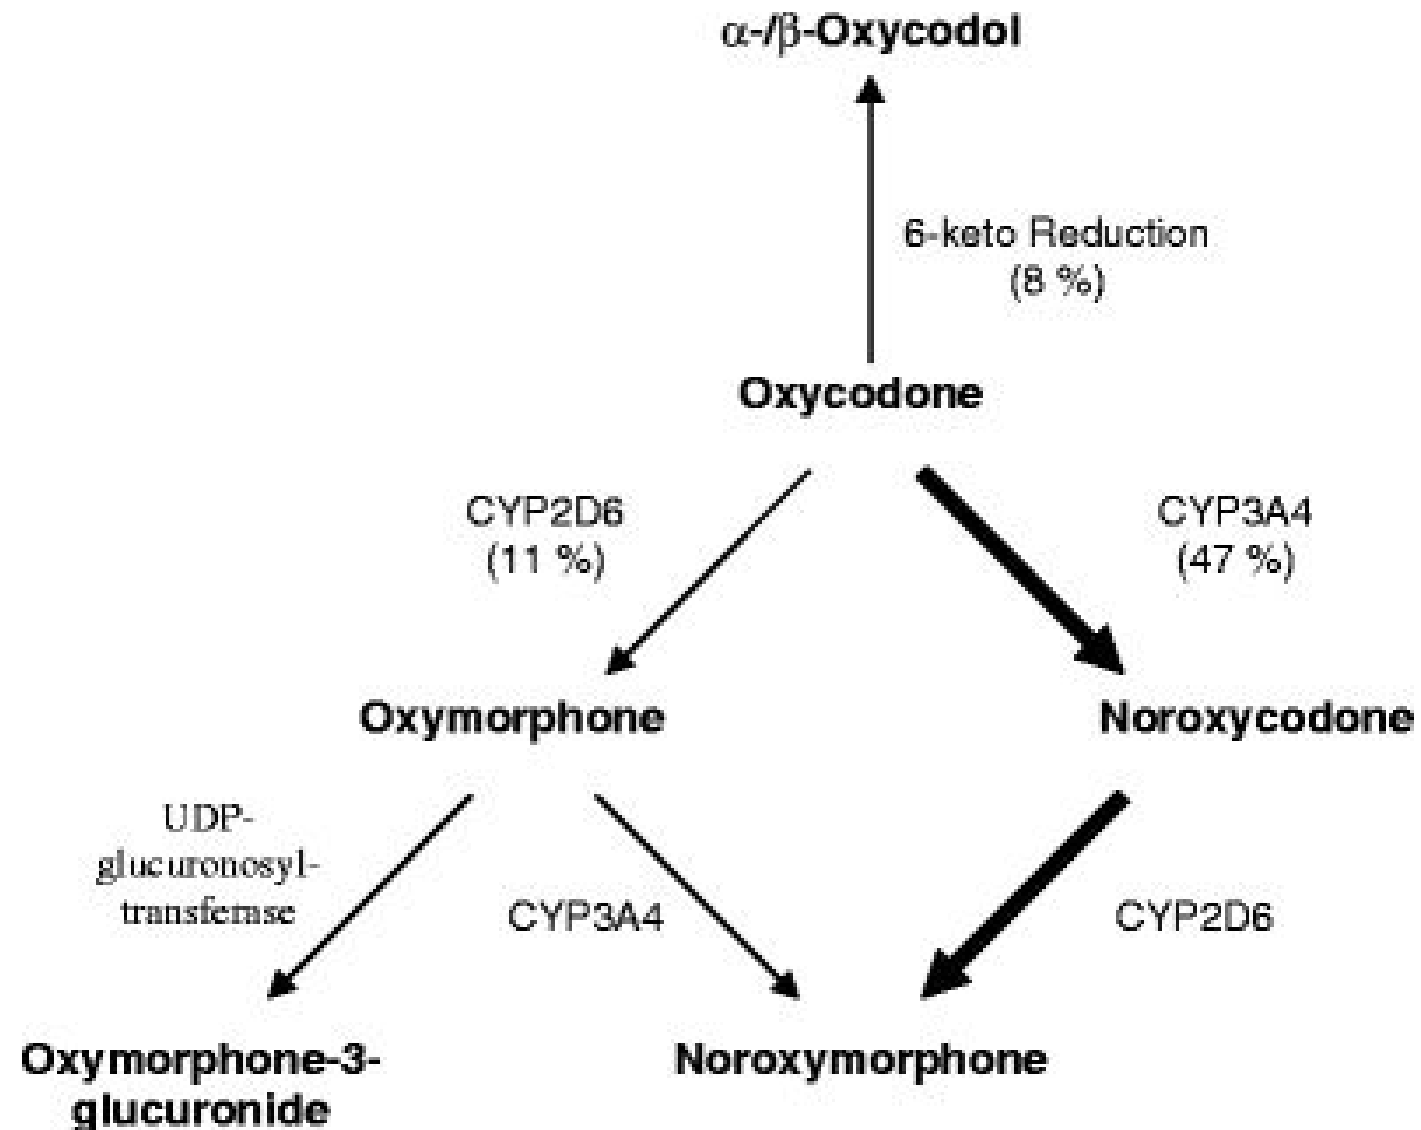 α-/β-Oxycodol
6-keto Reduction
(8 %)
Oxycodone
CYP2D6
(11 %)
CYP3A4
(47 %)
Oxymorphone
Noroxycodone
UDP-
glucuronosyl-
transferase
CYP3A4
CYP2D6
Oxymorphone-3-
glucuronide
Noroxymorphone